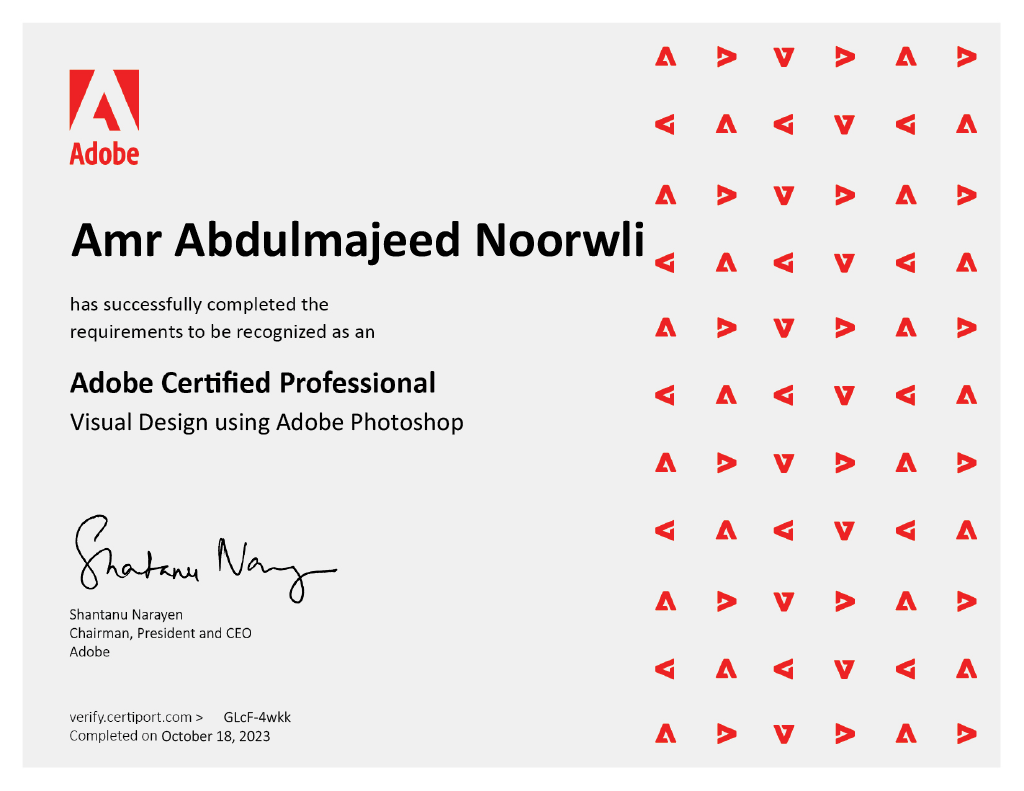 Adobe
Amr Abdulmajeed Noorwli
has successfully completed the
requirements to be recognized as an
Adobe Certified Professional
Visual Design using Adobe Photoshop
Shantanu Narayen
Shantanu Narayen
Chairman, President and CEO
Adobe
verify.certiport.com > GLcF-4wkk
Completed on October 18, 2023